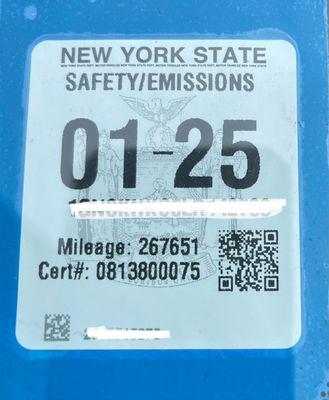 NEW YORK STATE
SAFETY/EMISSIONS
01-25
Mileage: 267651
Cert#: 0813800075